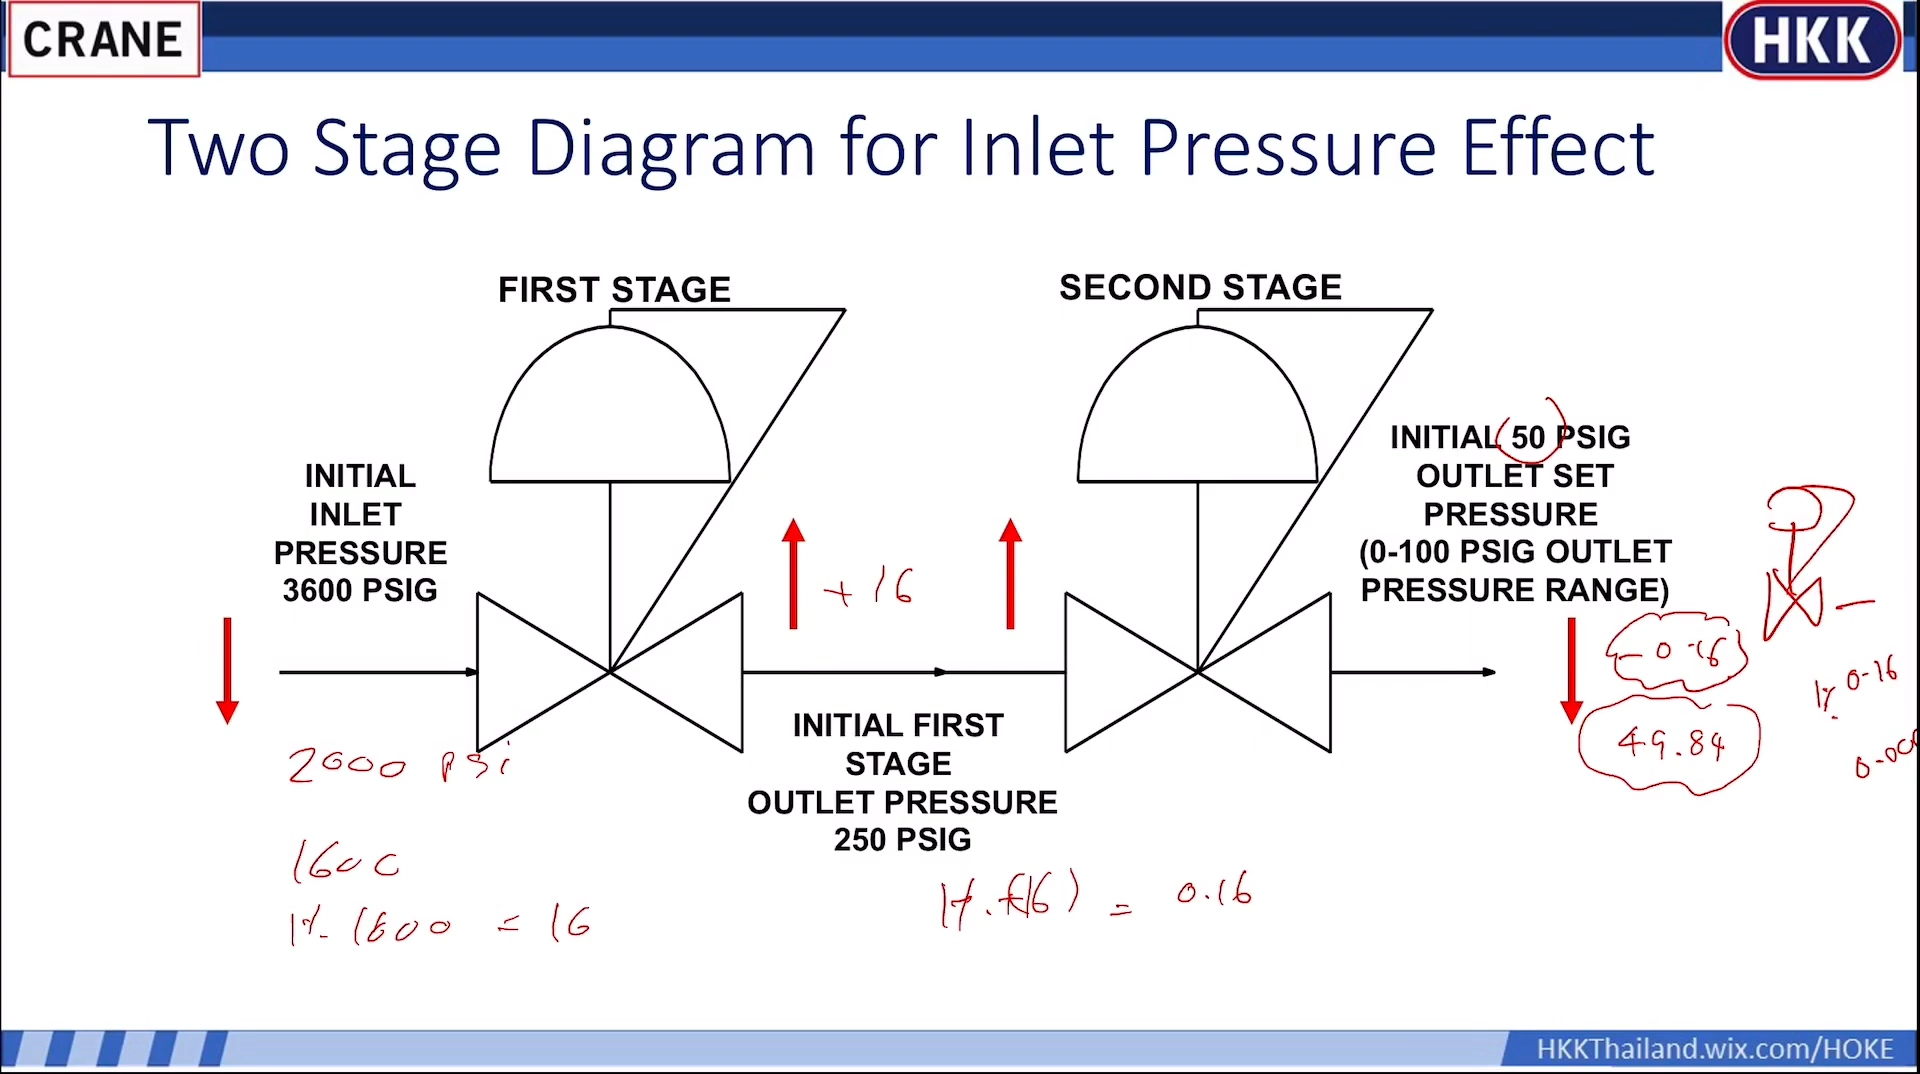 CRANE
HKK
Two Stage Diagram for Inlet Pressure Effect
FIRST STAGE
SECOND STAGE
INITIAL
INLET
PRESSURE
3600 PSIG
INITIAL 50 PSIG
OUTLET SET
PRESSURE
(0-100 PSIG OUTLET
PRESSURE RANGE)
+ 16
- 0.16
49.84
1% 0.16
INITIAL FIRST
STAGE
OUTLET PRESSURE
250 PSIG
2000 psi
1600
1% 1600 = 16
= 0.16
HKKThailand.wix.com/HOKE